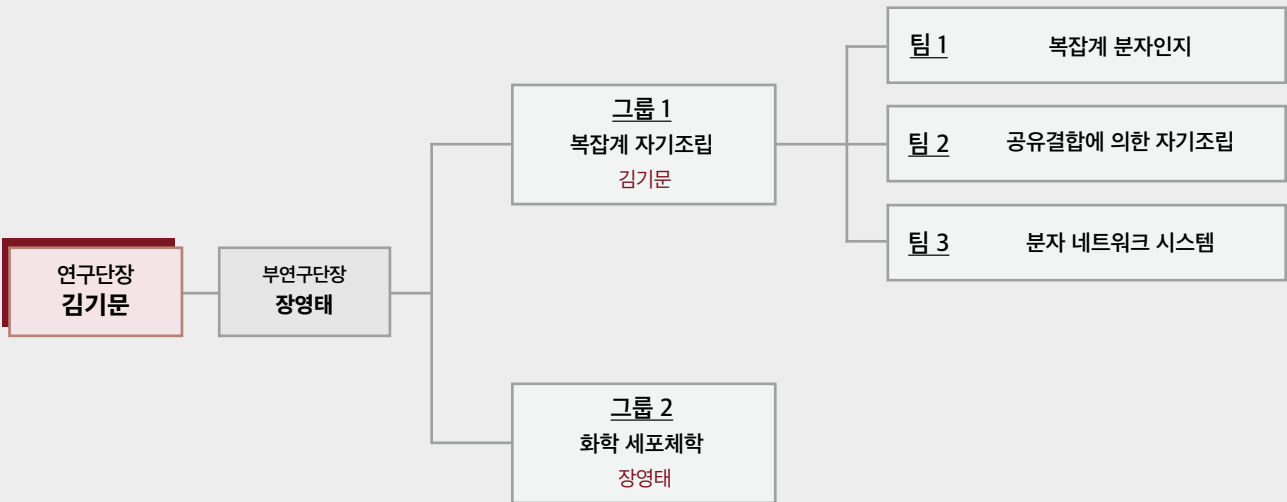 연구단장
김기문
부연구단장
장영태
그룹 1
복잡계 자기조립
김기문
그룹 2
화학 세포체학
장영태
팀 1 복잡계 분자인지
팀 2 공유결합에 의한 자기조립
팀 3 분자 네트워크 시스템